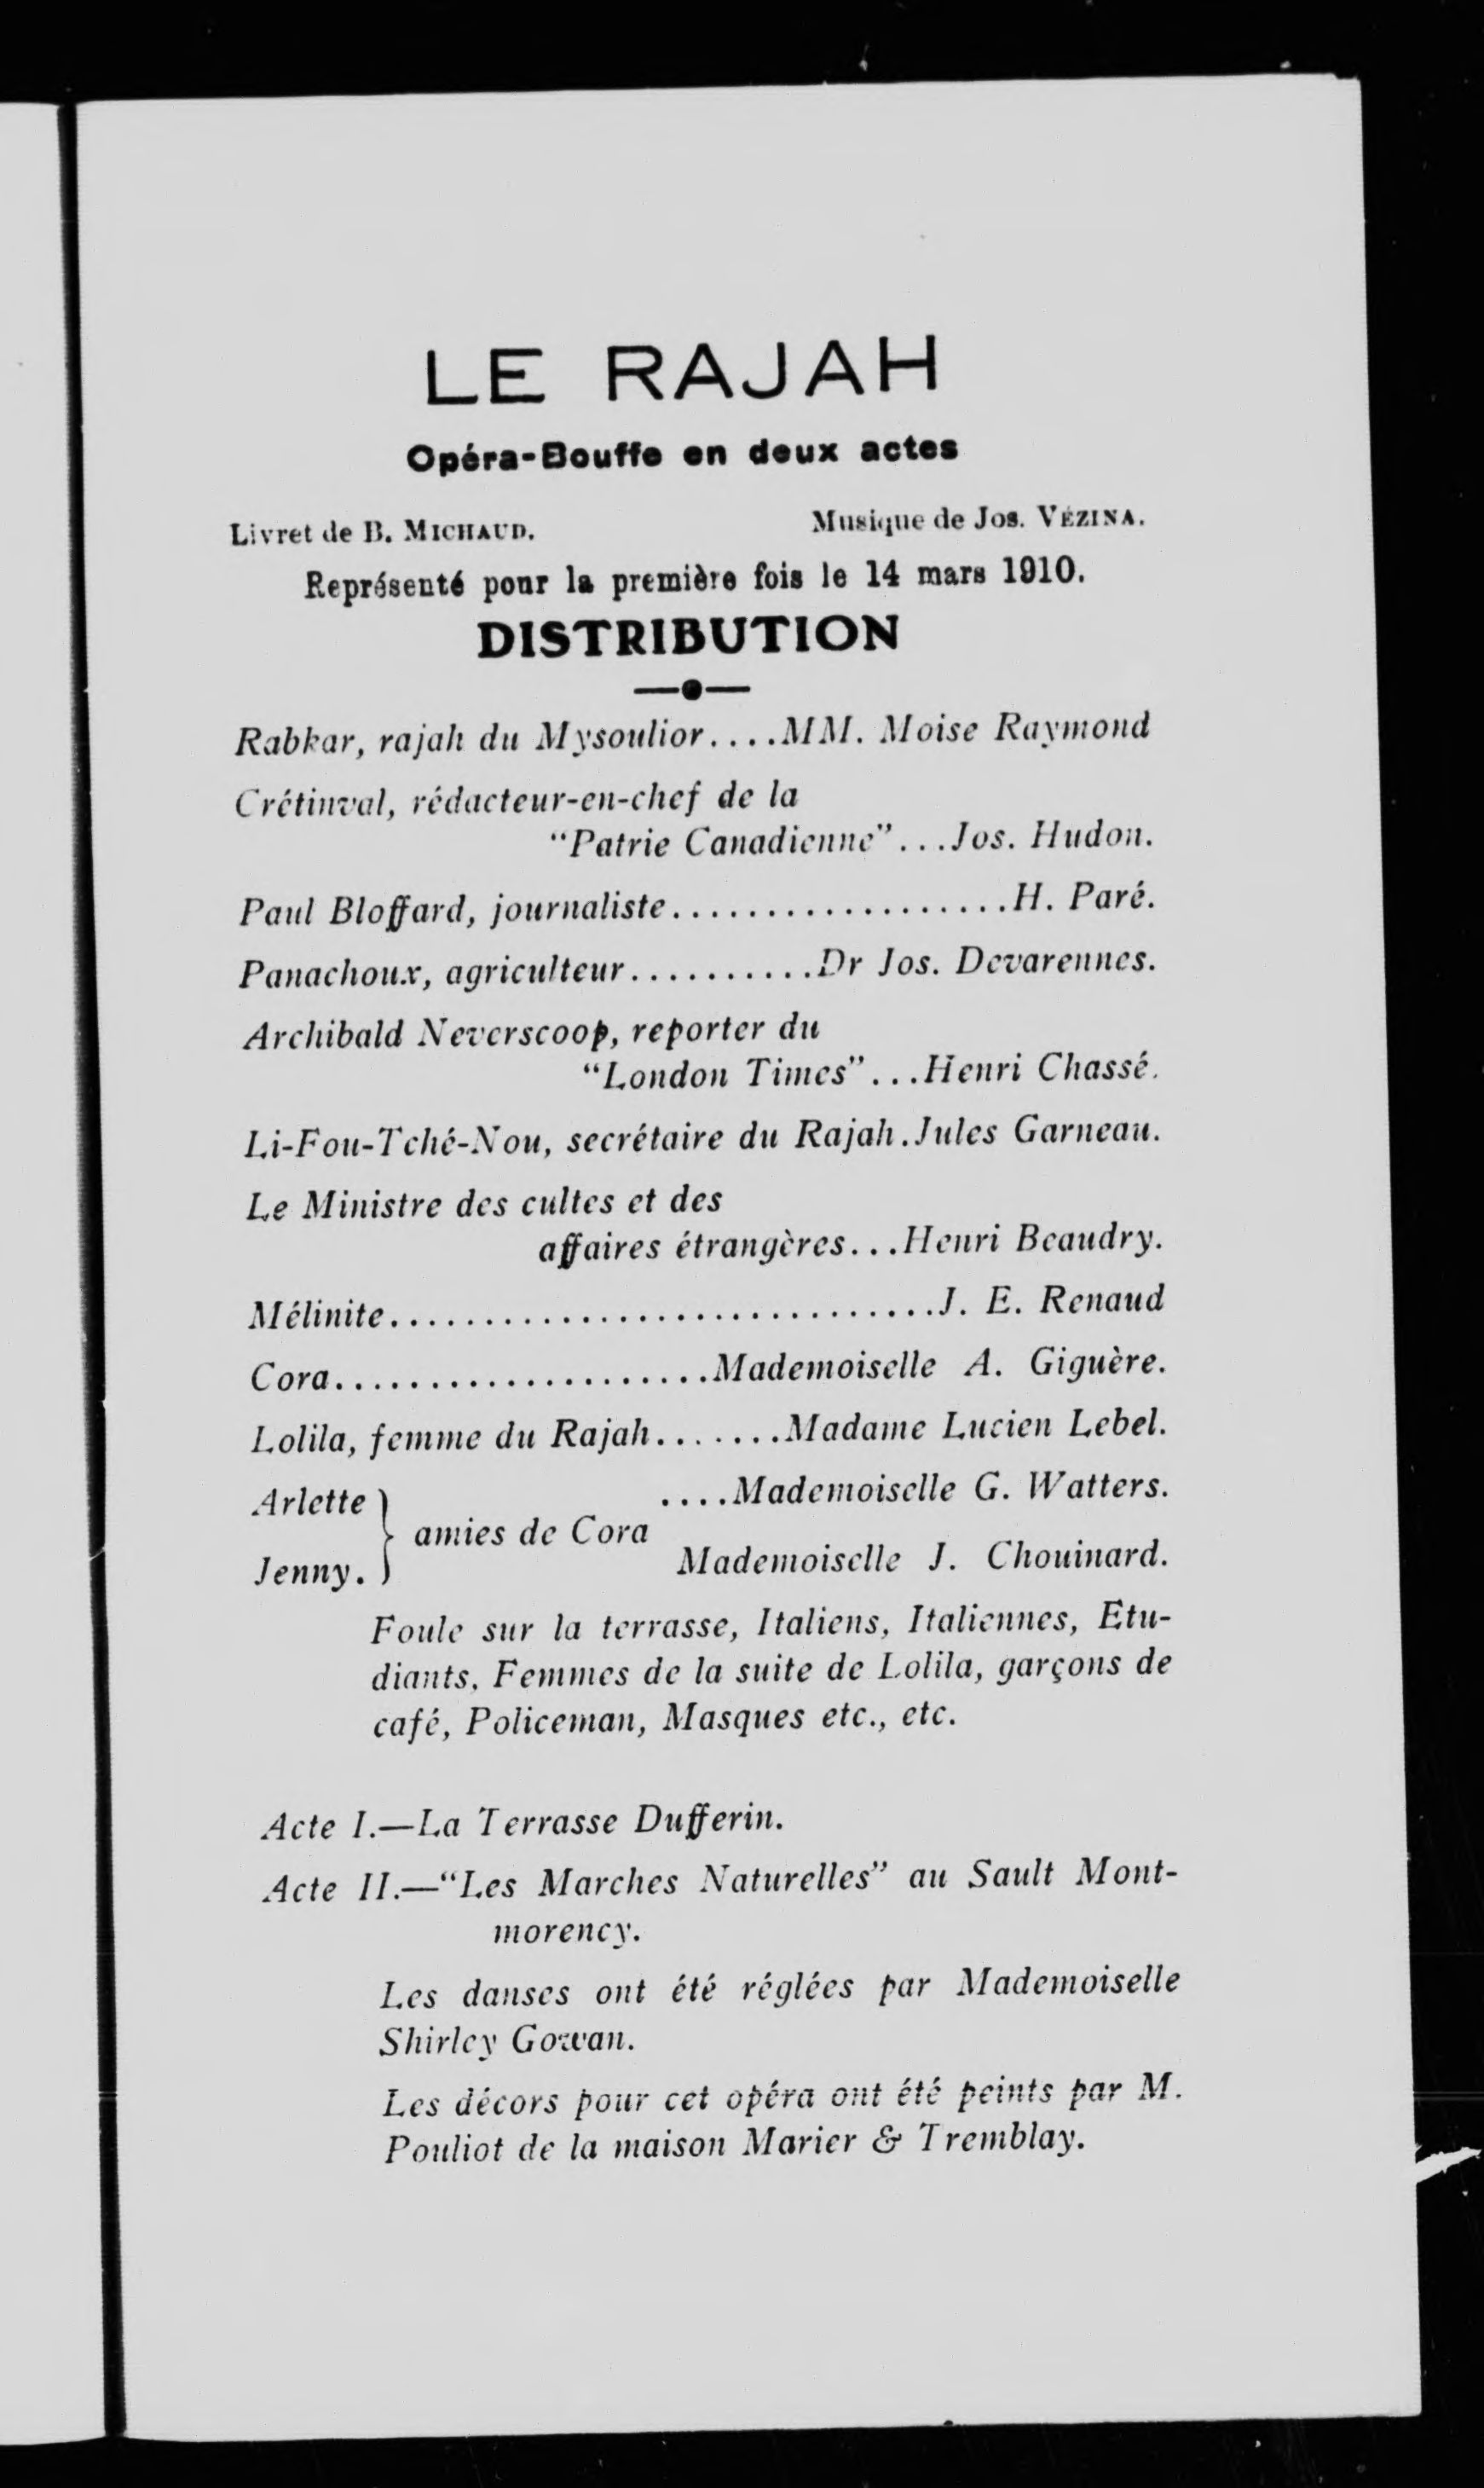 LE RAJAH
Opéra-Bouffe en deux actes
Livret de B. MICHAUD. Musique de Jos. VÉZINA.
Représenté pour la première fois le 14 mars 1910.
DISTRIBUTION
Rabkar, rajah du Mysoulior....MM. Moise Raymond
Crétinval, rédacteur-en-chef de la
"Patrie Canadienne"...Jos. Hudon.
Paul Bloffard, journaliste..................H. Paré.
Panachoux, agriculteur..........Dr Jos. Devarennes.
Archibald Neverscoop, reporter du
"London Times"...Henri Chassé.
Li-Fou-Tché-Nou, secrétaire du Rajah.Jules Garneau.
Le Ministre des cultes et des
affaires étrangères...Henri Beaudry.
Mélinite.............................J. E. Renaud
Cora....................Mademoiselle A. Giguère.
Lolila, femme du Rajah.......Madame Lucien Lebel.
Arlette } amies de Cora ....Mademoiselle G. Watters.
Jenny. } Mademoiselle J. Chouinard.
Foule sur la terrasse, Italiens, Italiennes, Etu-
diants, Femmes de la suite de Lolila, garçons de
café, Policeman, Masques etc., etc.
Acte I.—La Terrasse Dufferin.
Acte II.—"Les Marches Naturelles" au Sault Mont-
morency.
Les danses ont été réglées par Mademoiselle
Shirley Gowan.
Les décors pour cet opéra ont été peints par M.
Pouliot de la maison Marier & Tremblay.